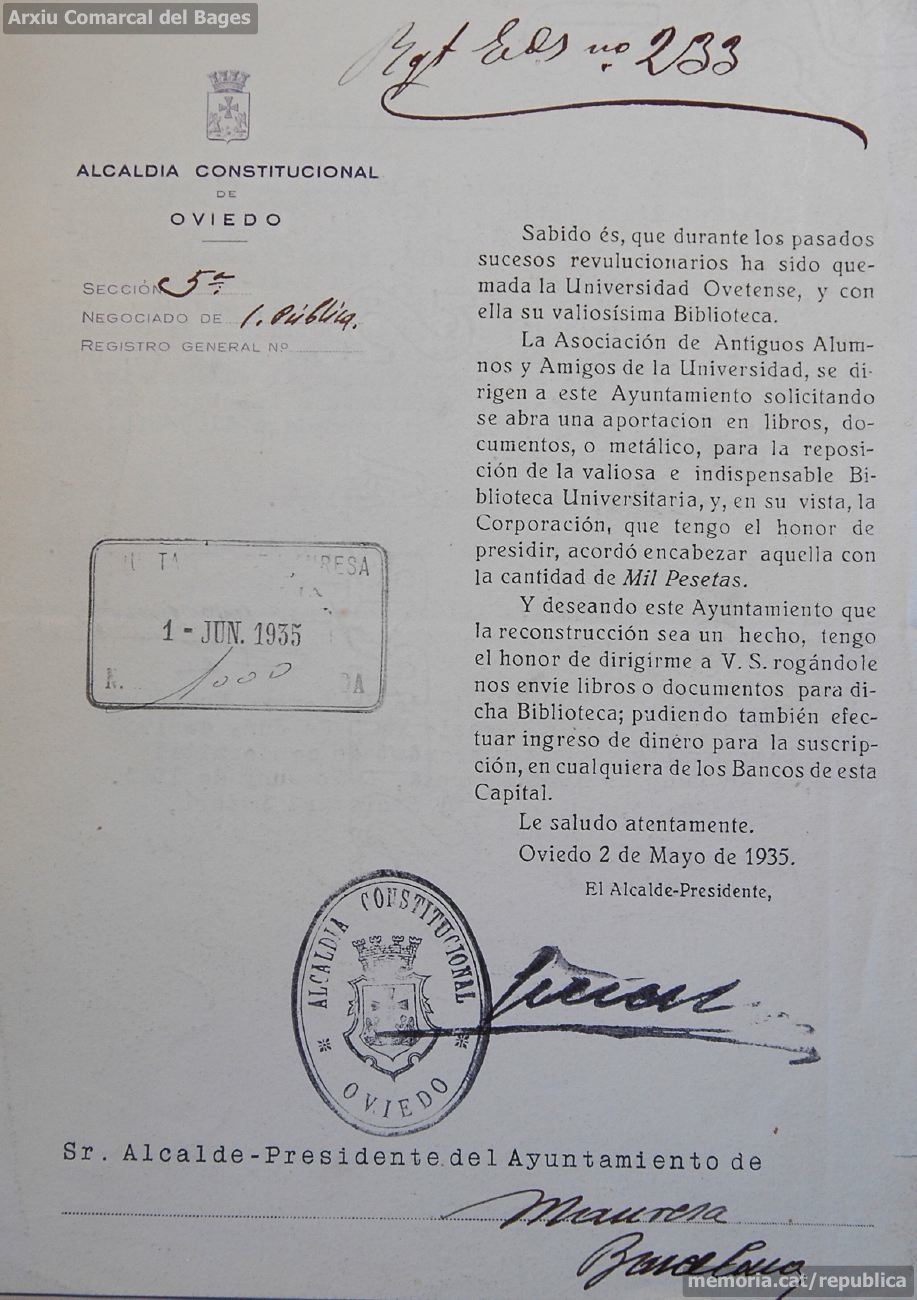 Arxiu Comarcal del Bages
Rgt Eds nº 233
ALCALDIA CONSTITUCIONAL
DE
OVIEDO
SECCIÓN 5ª
NEGOCIADO DE I. Pública.
REGISTRO GENERAL Nº
Sabido és, que durante los pasados
sucesos revulucionarios ha sido que-
mada la Universidad Ovetense, y con
ella su valiosísima Biblioteca.
La Asociación de Antiguos Alum-
nos y Amigos de la Universidad, se di-
rigen a este Ayuntamiento solicitando
se abra una aportacion en libros, do-
cumentos, o metálico, para la reposi-
ción de la valiosa e indispensable Bi-
blioteca Universitaria, y, en su vista, la
Corporación, que tengo el honor de
presidir, acordó encabezar aquella con
la cantidad de Mil Pesetas.
Y deseando este Ayuntamiento que
la reconstrucción sea un hecho, tengo
el honor de dirigirme a V. S. rogándole
nos envie libros o documentos para di-
cha Biblioteca; pudiendo también efec-
tuar ingreso de dinero para la suscrip-
ción, en cualquiera de los Bancos de esta
Capital.
Le saludo atentamente.
Oviedo 2 de Mayo de 1935.
El Alcalde-Presidente,
1 - JUN. 1935
1000
ALCALDIA CONSTITUCIONAL
OVIEDO
Sr. Alcalde-Presidente del Ayuntamiento de
Manresa
Barcelona
memòria.cat/republica